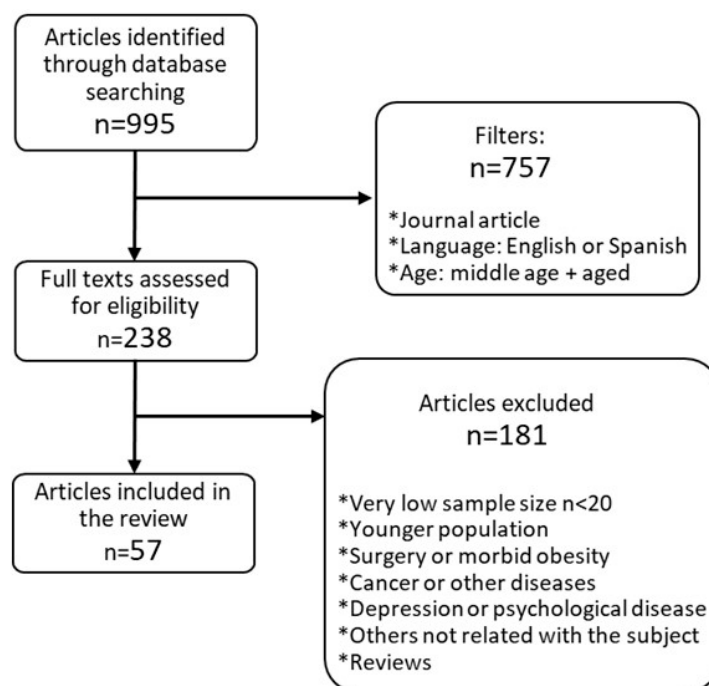 Articles identified
through database
searching
n=995
Filters:
n=757
*Journal article
*Language: English or Spanish
*Age: middle age + aged
Full texts assessed
for eligibility
n=238
Articles excluded
n=181
*Very low sample size n<20
*Younger population
*Surgery or morbid obesity
*Cancer or other diseases
*Depression or psychological disease
*Others not related with the subject
*Reviews
Articles included in
the review
n=57